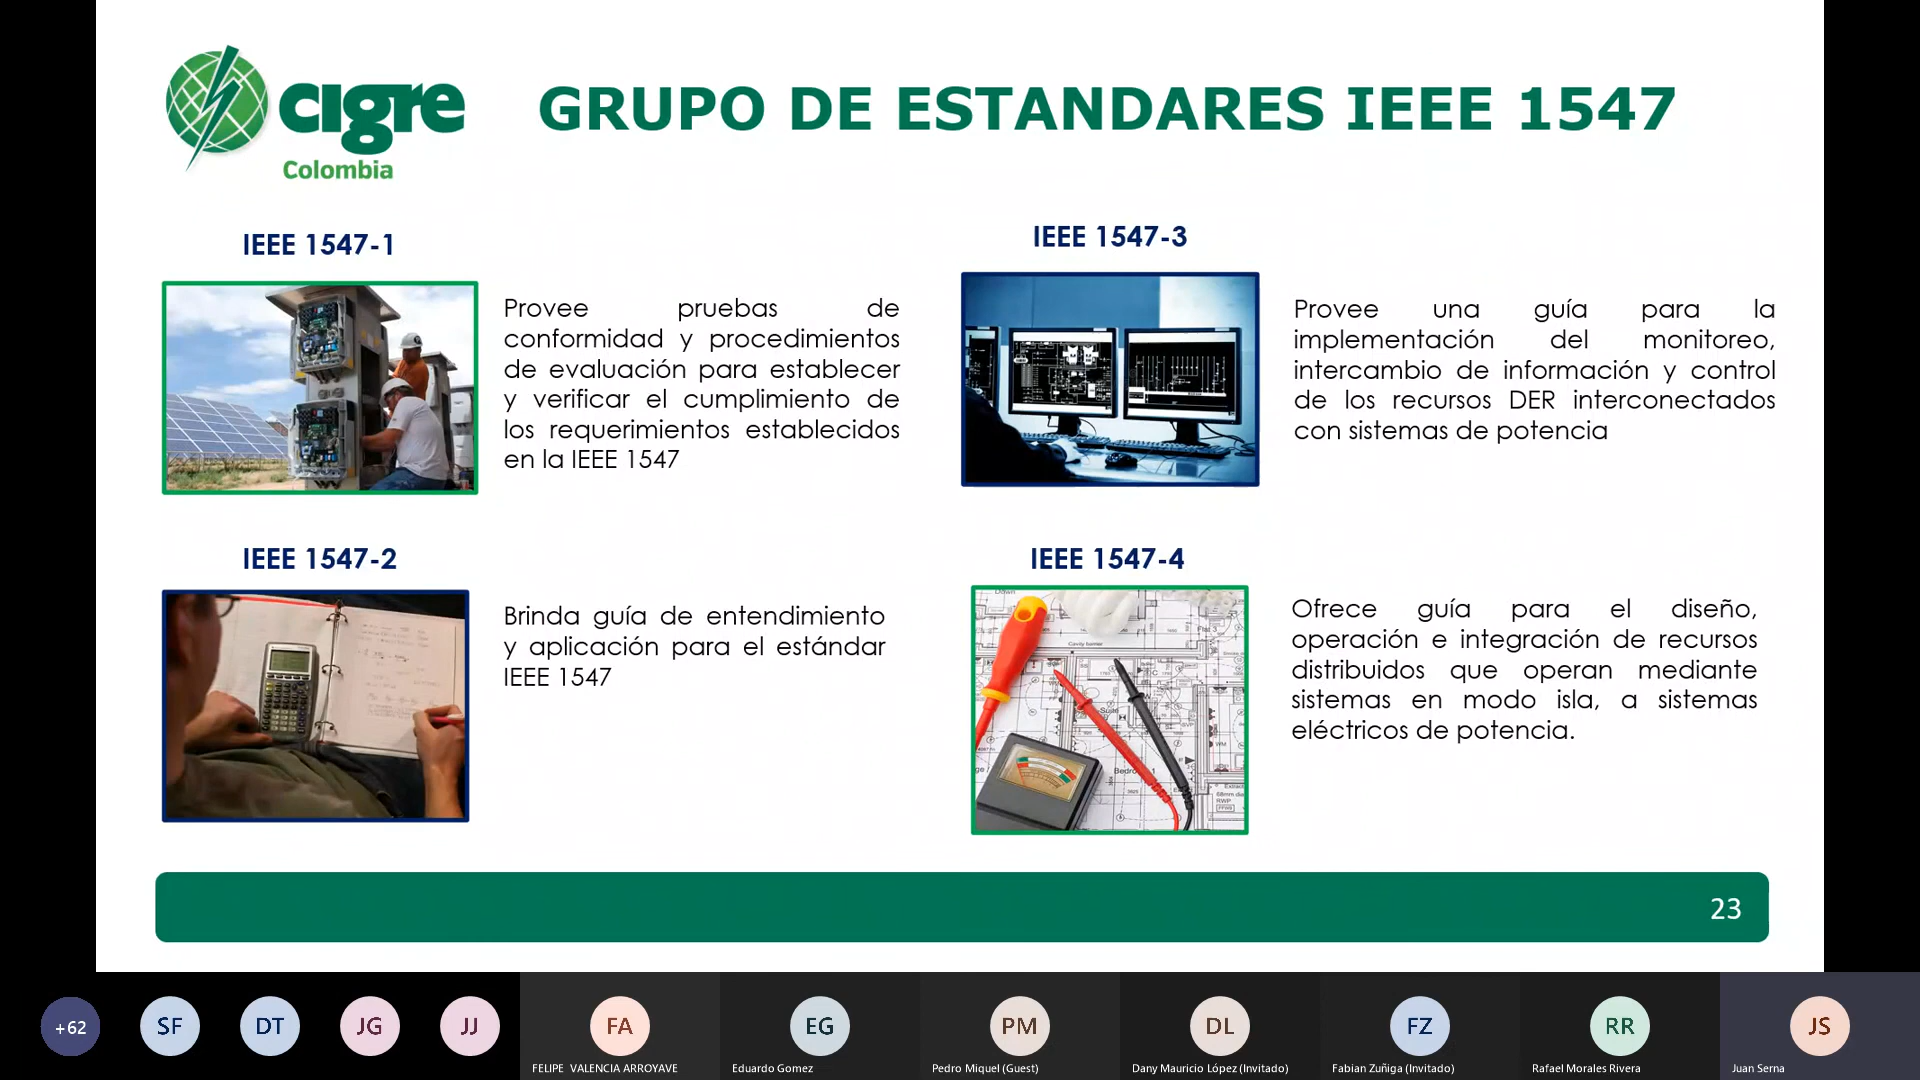 cigre
Colombia
GRUPO DE ESTANDARES IEEE 1547
IEEE 1547-1
Provee pruebas de
conformidad y procedimientos
de evaluación para establecer
y verificar el cumplimiento de
los requerimientos establecidos
en la IEEE 1547
IEEE 1547-3
Provee una guía para la
implementación del monitoreo,
intercambio de información y control
de los recursos DER interconectados
con sistemas de potencia
IEEE 1547-2
Brinda guía de entendimiento
y aplicación para el estándar
IEEE 1547
IEEE 1547-4
Cavity barrier
Suite
Ofrece guía para el diseño,
operación e integración de recursos
distribuidos que operan mediante
sistemas en modo isla, a sistemas
eléctricos de potencia.
23
+62
SF
DT
JG
JJ
FA
EG
PM
DL
FZ
RR
JS
FELIPE VALENCIA ARROYAVE
Eduardo Gomez
Pedro Miquel (Guest)
Dany Mauricio López (Invitado)
Fabian Zuñiga (Invitado)
Rafael Morales Rivera
Juan Serna